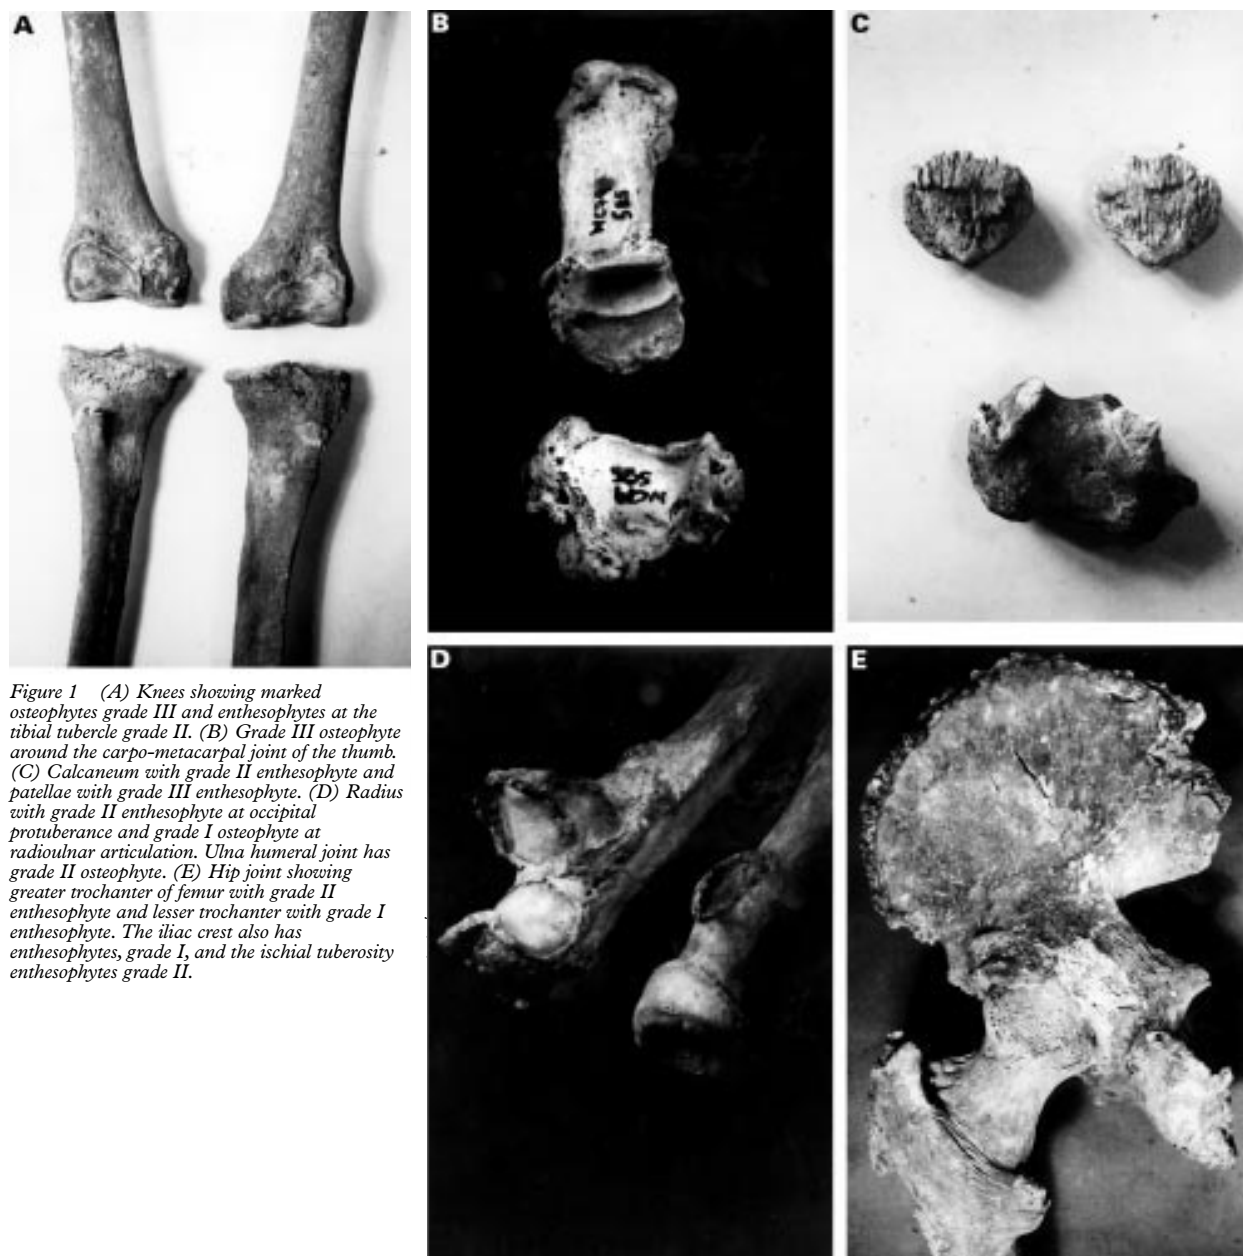 A
B
C
D
E
Figure 1 (A) Knees showing marked
osteophytes grade III and enthesophytes at the
tibial tubercle grade II. (B) Grade III osteophyte
around the carpo-metacarpal joint of the thumb.
(C) Calcaneum with grade II enthesophyte and
patellae with grade III enthesophyte. (D) Radius
with grade II enthesophyte at occipital
protuberance and grade I osteophyte at
radioulnar articulation. Ulna humeral joint has
grade II osteophyte. (E) Hip joint showing
greater trochanter of femur with grade II
enthesophyte and lesser trochanter with grade I
enthesophyte. The iliac crest also has
enthesophytes, grade I, and the ischial tuberosity
enthesophytes grade II.